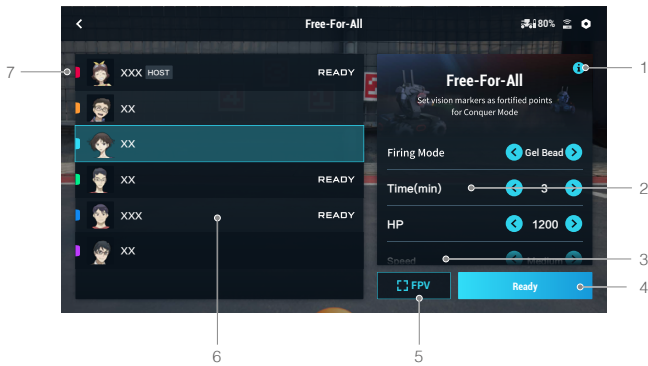 Free-For-All
80%
7
XXX HOST READY
XX
XX
XX READY
XXX READY
XX
1
Free-For-All
Set vision markers as fortified points
for Conquer Mode
Firing Mode Gel Bead
Time(min) 3
2
HP 1200
Speed Medium
3
FPV
Ready
4
5
6